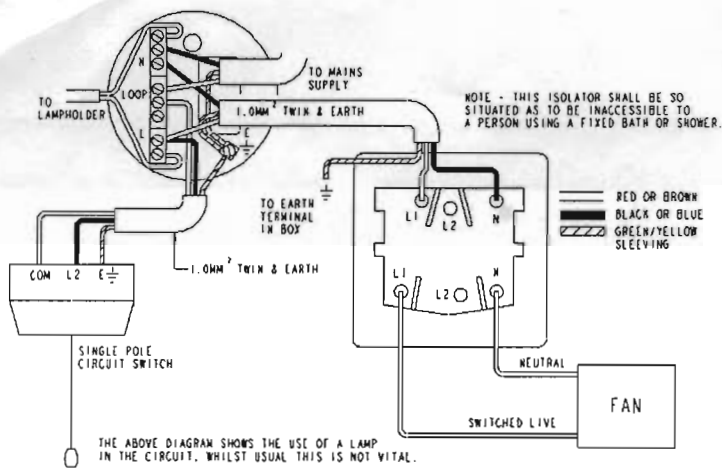 N
LOOP
L
TO
LAMPHOLDER
TO MAINS
SUPPLY
1.0MM² TWIN & EARTH
E
NOTE - THIS ISOLATOR SHALL BE SO
SITUATED AS TO BE INACCESSIBLE TO
A PERSON USING A FIXED BATH OR SHOWER.
TO EARTH
TERMINAL
IN BOX
L1
L2
N
RED OR BROWN
BLACK OR BLUE
GREEN/YELLOW
SLEEVING
COM L2 E
1.0MM² TWIN & EARTH
L1
L2
N
SINGLE POLE
CIRCUIT SWITCH
NEUTRAL
FAN
SWITCHED LIVE
THE ABOVE DIAGRAM SHOWS THE USE OF A LAMP
IN THE CIRCUIT, WHILST USUAL THIS IS NOT VITAL.